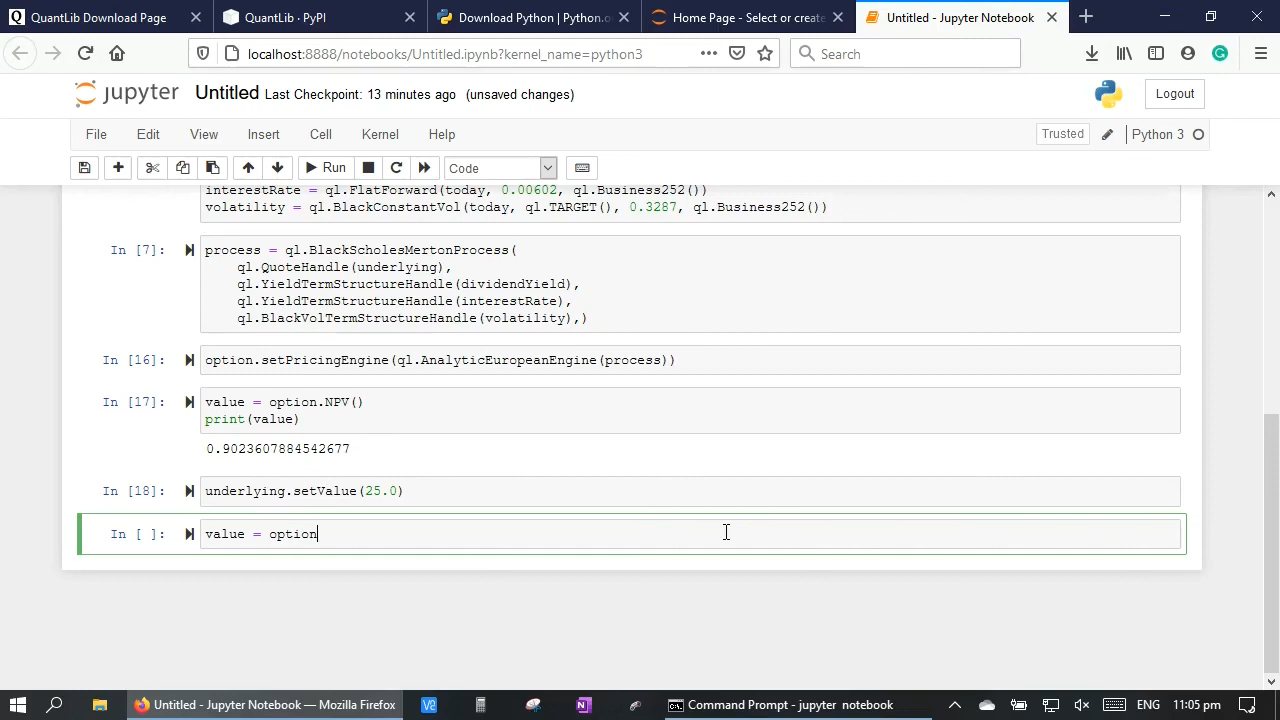 QuantLib Download Page
QuantLib · PyPI
Download Python | Python.or
Home Page - Select or create
Untitled - Jupyter Notebook
localhost:8888/notebooks/Untitled.ipynb?kernel_name=python3
Search
jupyter Untitled Last Checkpoint: 13 minutes ago (unsaved changes)
Logout
File Edit View Insert Cell Kernel Help
Trusted
Python 3
Run
Code
interestRate = ql.FlatForward(today, 0.00602, ql.Business252())
volatility = ql.BlackConstantVol(today, ql.TARGET(), 0.3287, ql.Business252())
In [7]: process = ql.BlackScholesMertonProcess(
ql.QuoteHandle(underlying),
ql.YieldTermStructureHandle(dividendYield),
ql.YieldTermStructureHandle(interestRate),
ql.BlackVolTermStructureHandle(volatility),)
In [16]: option.setPricingEngine(ql.AnalyticEuropeanEngine(process))
In [17]: value = option.NPV()
print(value)
0.9023607884542677
In [18]: underlying.setValue(25.0)
In [ ]: value = option
Untitled - Jupyter Notebook — Mozilla Firefox
Command Prompt - jupyter notebook
ENG
11:05 pm